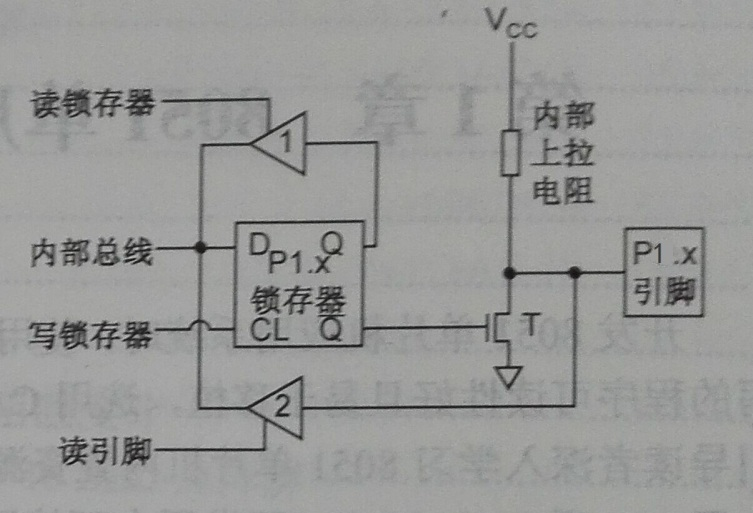 VCC
读锁存器
1
内部
上拉
电阻
内部总线
D P1.x Q
锁存器
P1.x
引脚
写锁存器
CL Q
T
2
读引脚